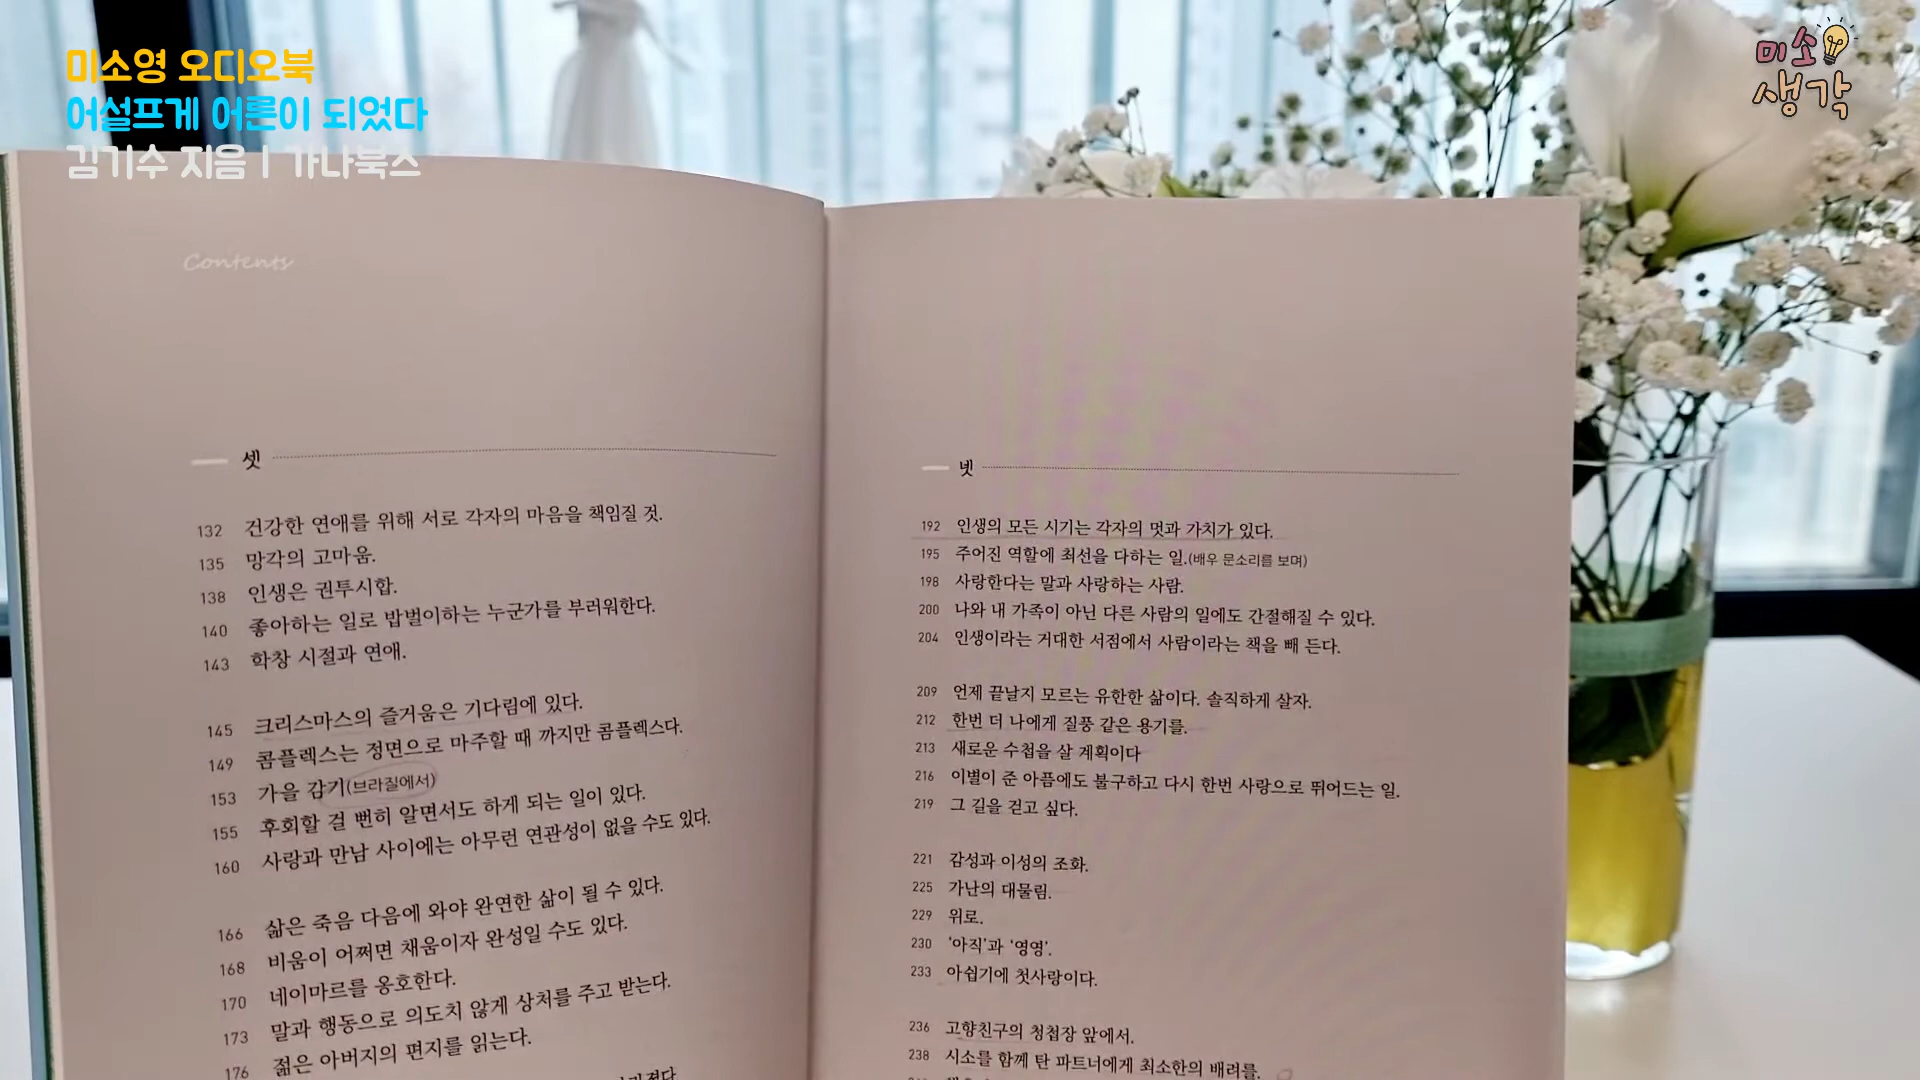 미소영 오디오북
어설프게 어른이 되었다
김기수 지음 | 가나북스
미소
생각
Contents
셋
132 건강한 연애를 위해 서로 각자의 마음을 책임질 것.
135 망각의 고마움.
138 인생은 권투시합.
140 좋아하는 일로 밥벌이하는 누군가를 부러워한다.
143 학창 시절과 연애.
145 크리스마스의 즐거움은 기다림에 있다.
149 콤플렉스는 정면으로 마주할 때 까지만 콤플렉스다.
153 가을 감기(브라질에서)
155 후회할 걸 뻔히 알면서도 하게 되는 일이 있다.
160 사랑과 만남 사이에는 아무런 연관성이 없을 수도 있다.
166 삶은 죽음 다음에 와야 완연한 삶이 될 수 있다.
168 비움이 어쩌면 채움이자 완성일 수도 있다.
170 네이마르를 옹호한다.
173 말과 행동으로 의도치 않게 상처를 주고 받는다.
176 젊은 아버지의 편지를 읽는다.
넷
192 인생의 모든 시기는 각자의 멋과 가치가 있다.
195 주어진 역할에 최선을 다하는 일.(배우 문소리를 보며)
198 사랑한다는 말과 사랑하는 사람.
200 나와 내 가족이 아닌 다른 사람의 일에도 간절해질 수 있다.
204 인생이라는 거대한 서점에서 사람이라는 책을 빼 든다.
209 언제 끝날지 모르는 유한한 삶이다. 솔직하게 살자.
212 한번 더 나에게 질풍 같은 용기를.
213 새로운 수첩을 살 계획이다
216 이별이 준 아픔에도 불구하고 다시 한번 사랑으로 뛰어드는 일.
219 그 길을 걷고 싶다.
221 감성과 이성의 조화.
225 가난의 대물림.
229 위로.
230 '아직'과 '영영'.
233 아쉽기에 첫사랑이다.
236 고향친구의 청첩장 앞에서.
238 시소를 함께 탄 파트너에게 최소한의 배려를.